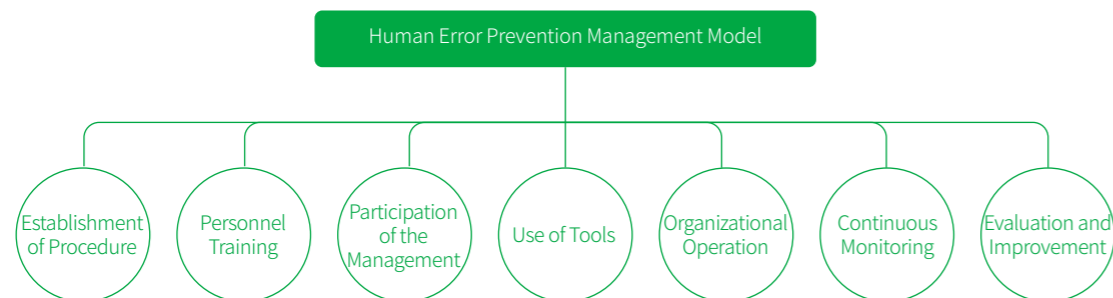 Human Error Prevention Management Model
Establishment
of Procedure
Personnel
Training
Participation
of the
Management
Use of Tools
Organizational
Operation
Continuous
Monitoring
Evaluation and
Improvement